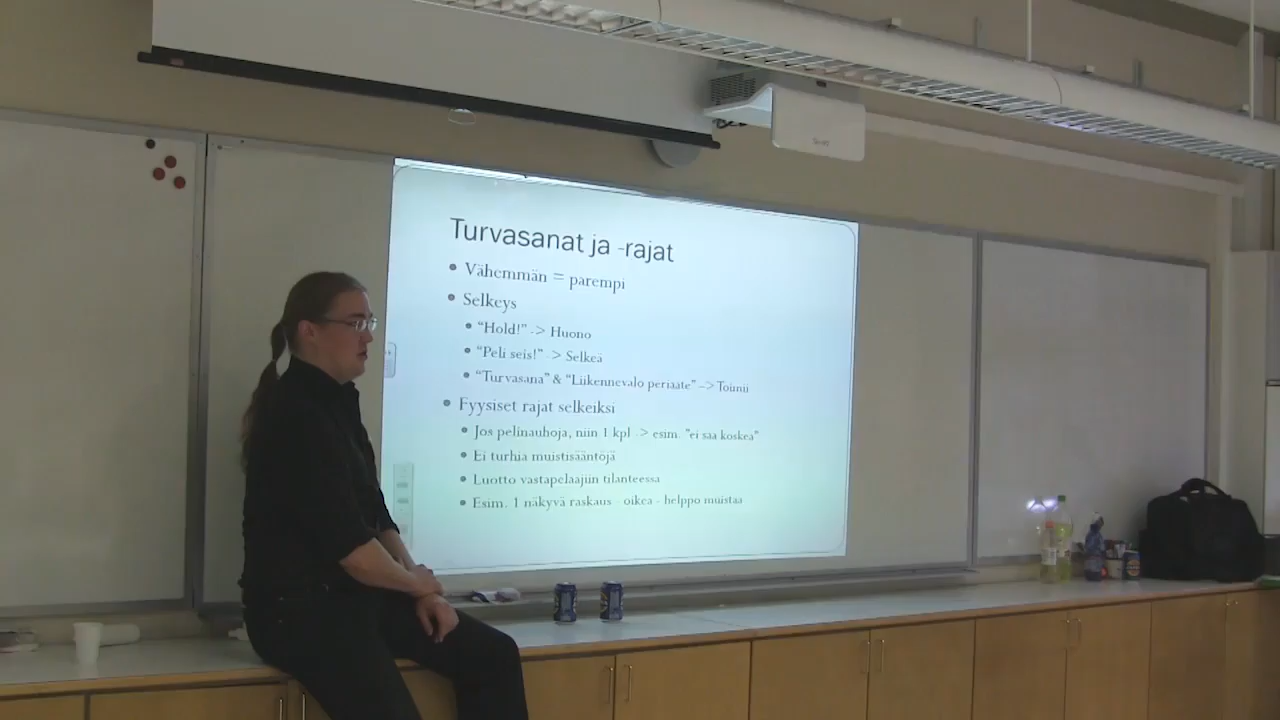 Turvasanat ja -rajat
Vähemmän = parempi
Selkeys
"Hold!" -> Huono
"Peli seis!" -> Selkeä
"Turvasana" & "Liikennevalo periaate" -> Toimii
Fyysiset rajat selkeiksi
Jos pelinauhoja, niin 1 kpl -> esim. "ei saa koskea"
Ei turhia muistisääntöjä
Luotto vastapelaajiin tilanteessa
Esim. 1 näkyvä raskaus - oikea - helppo muistaa